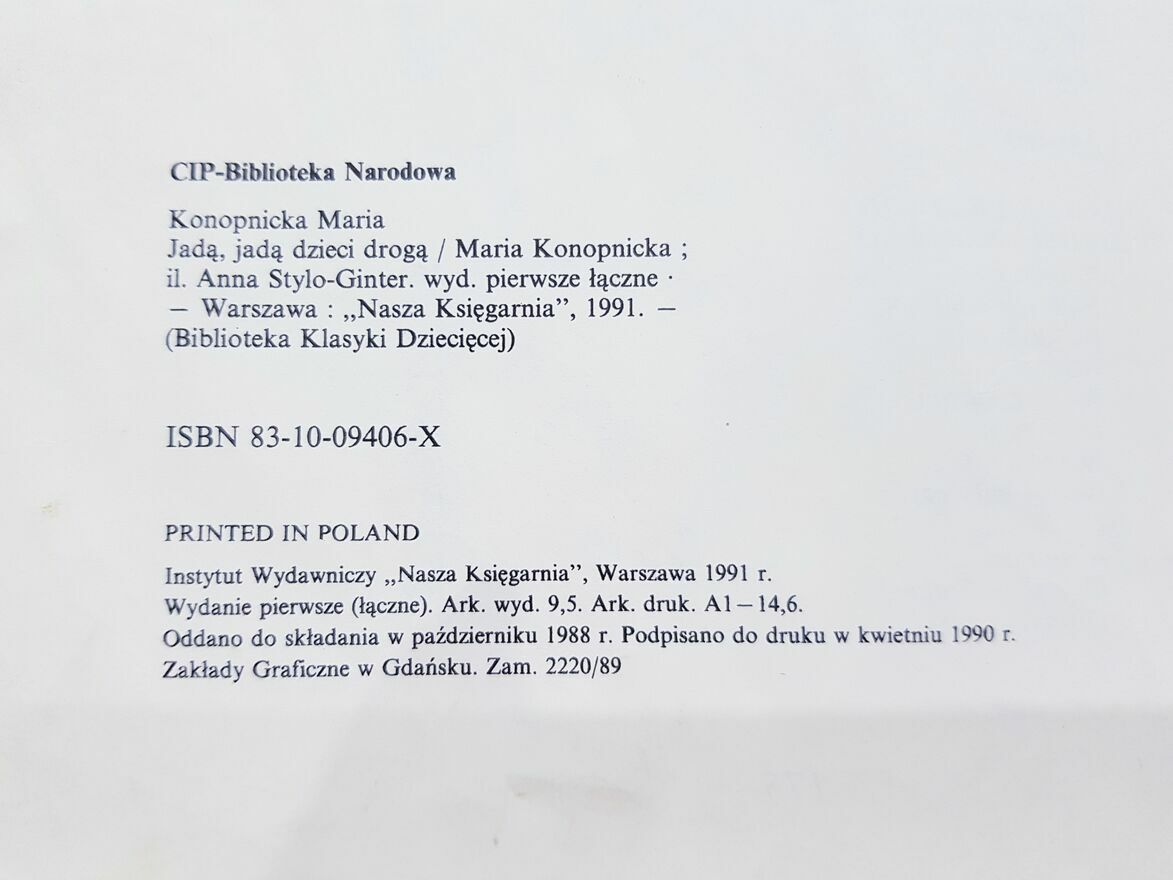 CIP-Biblioteka Narodowa
Konopnicka Maria
Jadą, jadą dzieci drogą / Maria Konopnicka ;
il. Anna Stylo-Ginter. wyd. pierwsze łączne ·
— Warszawa : „Nasza Księgarnia”, 1991. —
(Biblioteka Klasyki Dziecięcej)
ISBN 83-10-09406-X
PRINTED IN POLAND
Instytut Wydawniczy „Nasza Księgarnia”, Warszawa 1991 r.
Wydanie pierwsze (łączne). Ark. wyd. 9,5. Ark. druk. A1—14,6.
Oddano do składania w październiku 1988 r. Podpisano do druku w kwietniu 1990 r.
Zakłady Graficzne w Gdańsku. Zam. 2220/89